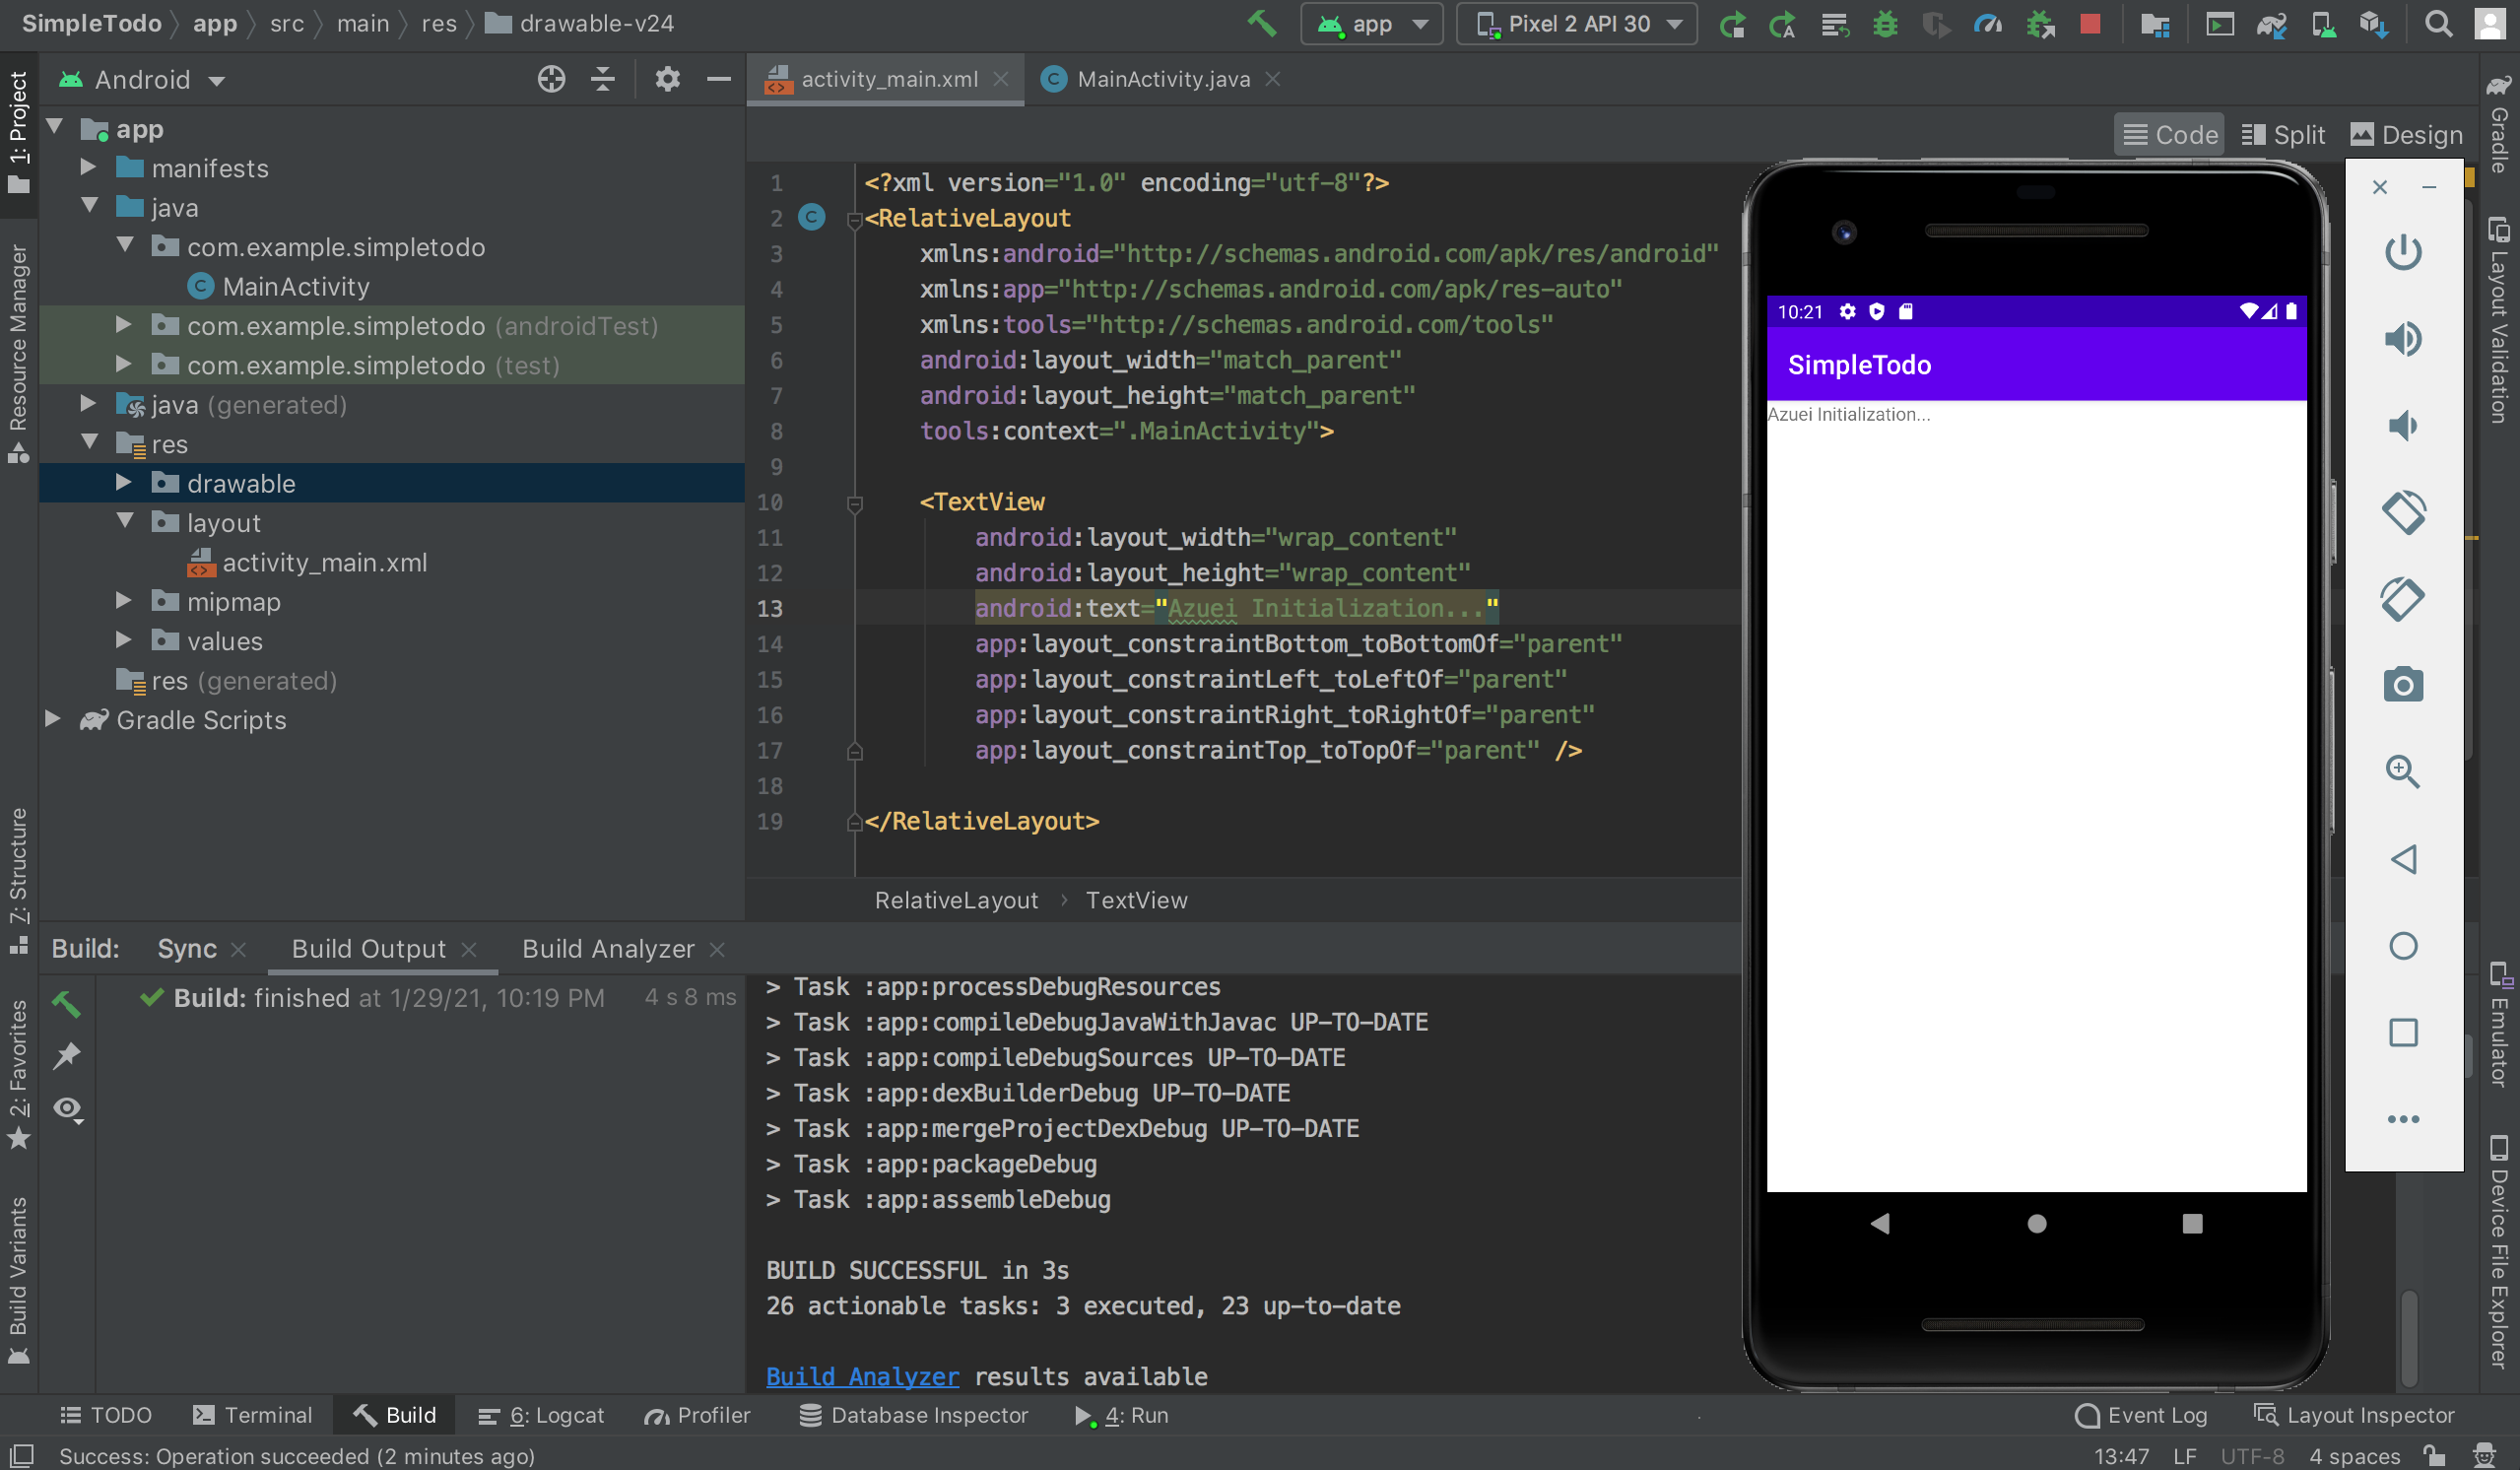 SimpleTodo app src main res drawable-v24 app Pixel 2 API 30
Android
activity_main.xml MainActivity.java
Code Split Design
1: Project
Resource Manager
7: Structure
2: Favorites
Build Variants
app
manifests
java
com.example.simpletodo
MainActivity
com.example.simpletodo (androidTest)
com.example.simpletodo (test)
java (generated)
res
drawable
layout
activity_main.xml
mipmap
values
res (generated)
Gradle Scripts
1 <?xml version="1.0" encoding="utf-8"?>
2 <RelativeLayout
3 xmlns:android="http://schemas.android.com/apk/res/android"
4 xmlns:app="http://schemas.android.com/apk/res-auto"
5 xmlns:tools="http://schemas.android.com/tools"
6 android:layout_width="match_parent"
7 android:layout_height="match_parent"
8 tools:context=".MainActivity">
9
10 <TextView
11 android:layout_width="wrap_content"
12 android:layout_height="wrap_content"
13 android:text="Azuei Initialization..."
14 app:layout_constraintBottom_toBottomOf="parent"
15 app:layout_constraintLeft_toLeftOf="parent"
16 app:layout_constraintRight_toRightOf="parent"
17 app:layout_constraintTop_toTopOf="parent" />
18
19 </RelativeLayout>
RelativeLayout > TextView
10:21
SimpleTodo
Azuei Initialization...
Gradle
Layout Validation
Emulator
Device File Explorer
Build: Sync Build Output Build Analyzer
Build: finished at 1/29/21, 10:19 PM 4 s 8 ms
> Task :app:processDebugResources
> Task :app:compileDebugJavaWithJavac UP-TO-DATE
> Task :app:compileDebugSources UP-TO-DATE
> Task :app:dexBuilderDebug UP-TO-DATE
> Task :app:mergeProjectDexDebug UP-TO-DATE
> Task :app:packageDebug
> Task :app:assembleDebug
BUILD SUCCESSFUL in 3s
26 actionable tasks: 3 executed, 23 up-to-date
Build Analyzer results available
TODO Terminal Build 6: Logcat Profiler Database Inspector 4: Run Event Log Layout Inspector
Success: Operation succeeded (2 minutes ago) 13:47 LF UTF-8 4 spaces